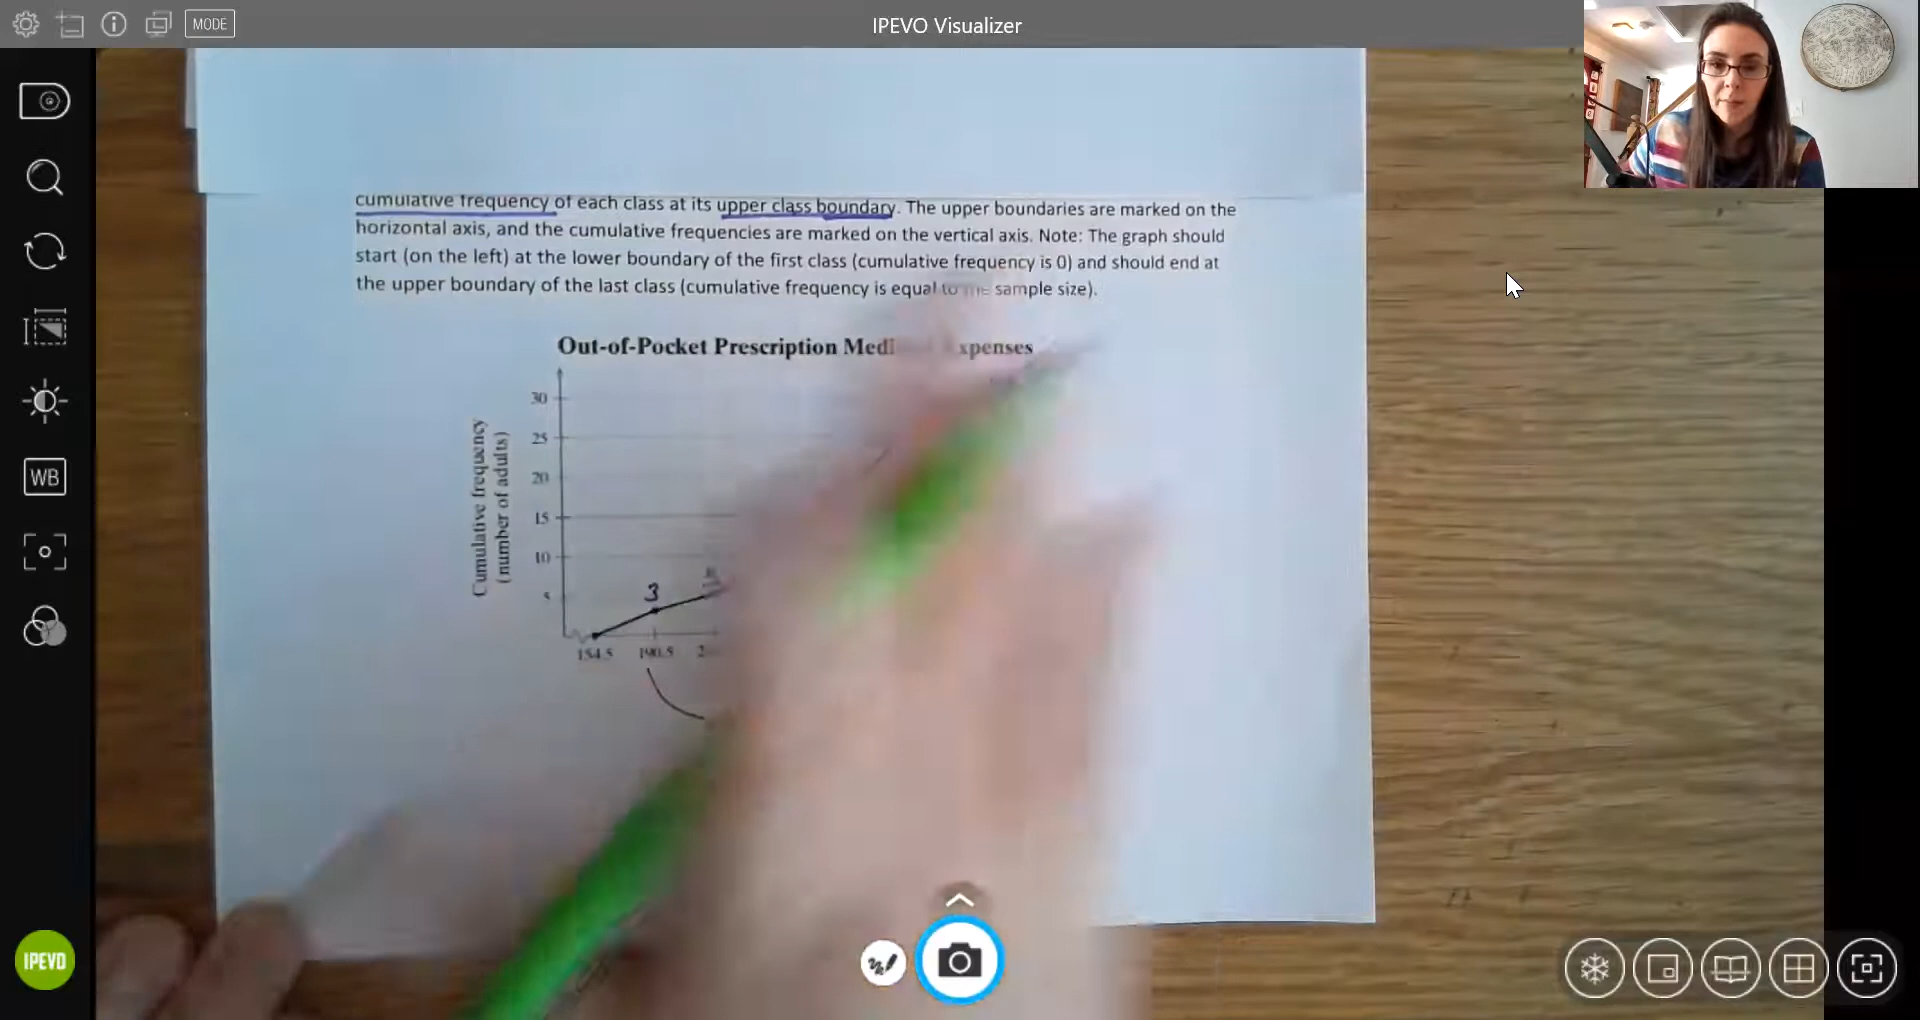 MODE
IPEVO Visualizer
WB
IPEVO
cumulative frequency of each class at its upper class boundary. The upper boundaries are marked on the
horizontal axis, and the cumulative frequencies are marked on the vertical axis. Note: The graph should
start (on the left) at the lower boundary of the first class (cumulative frequency is 0) and should end at
the upper boundary of the last class (cumulative frequency is equal to sample size).
Out-of-Pocket Prescription
Cumulative frequency
(number of adults)
30
25
20
15
10
5
3
154.5 190.5